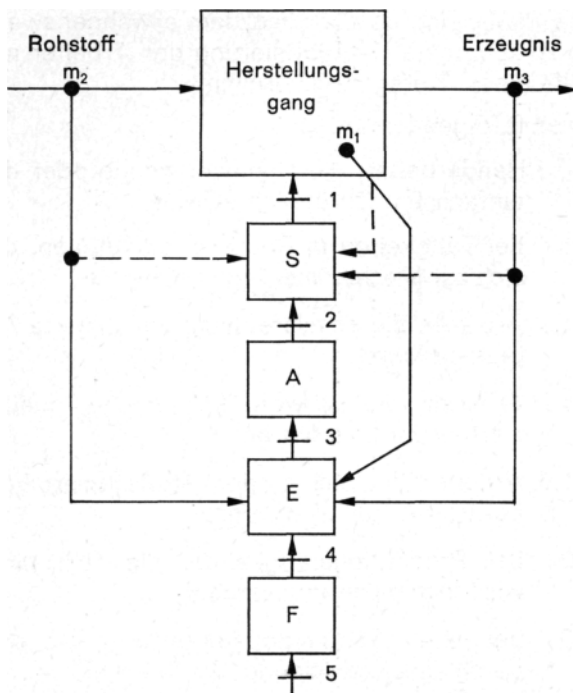 Rohstoff
m₂
Herstellungs-
gang
m₁
Erzeugnis
m₃
1
S
2
A
3
E
4
F
5